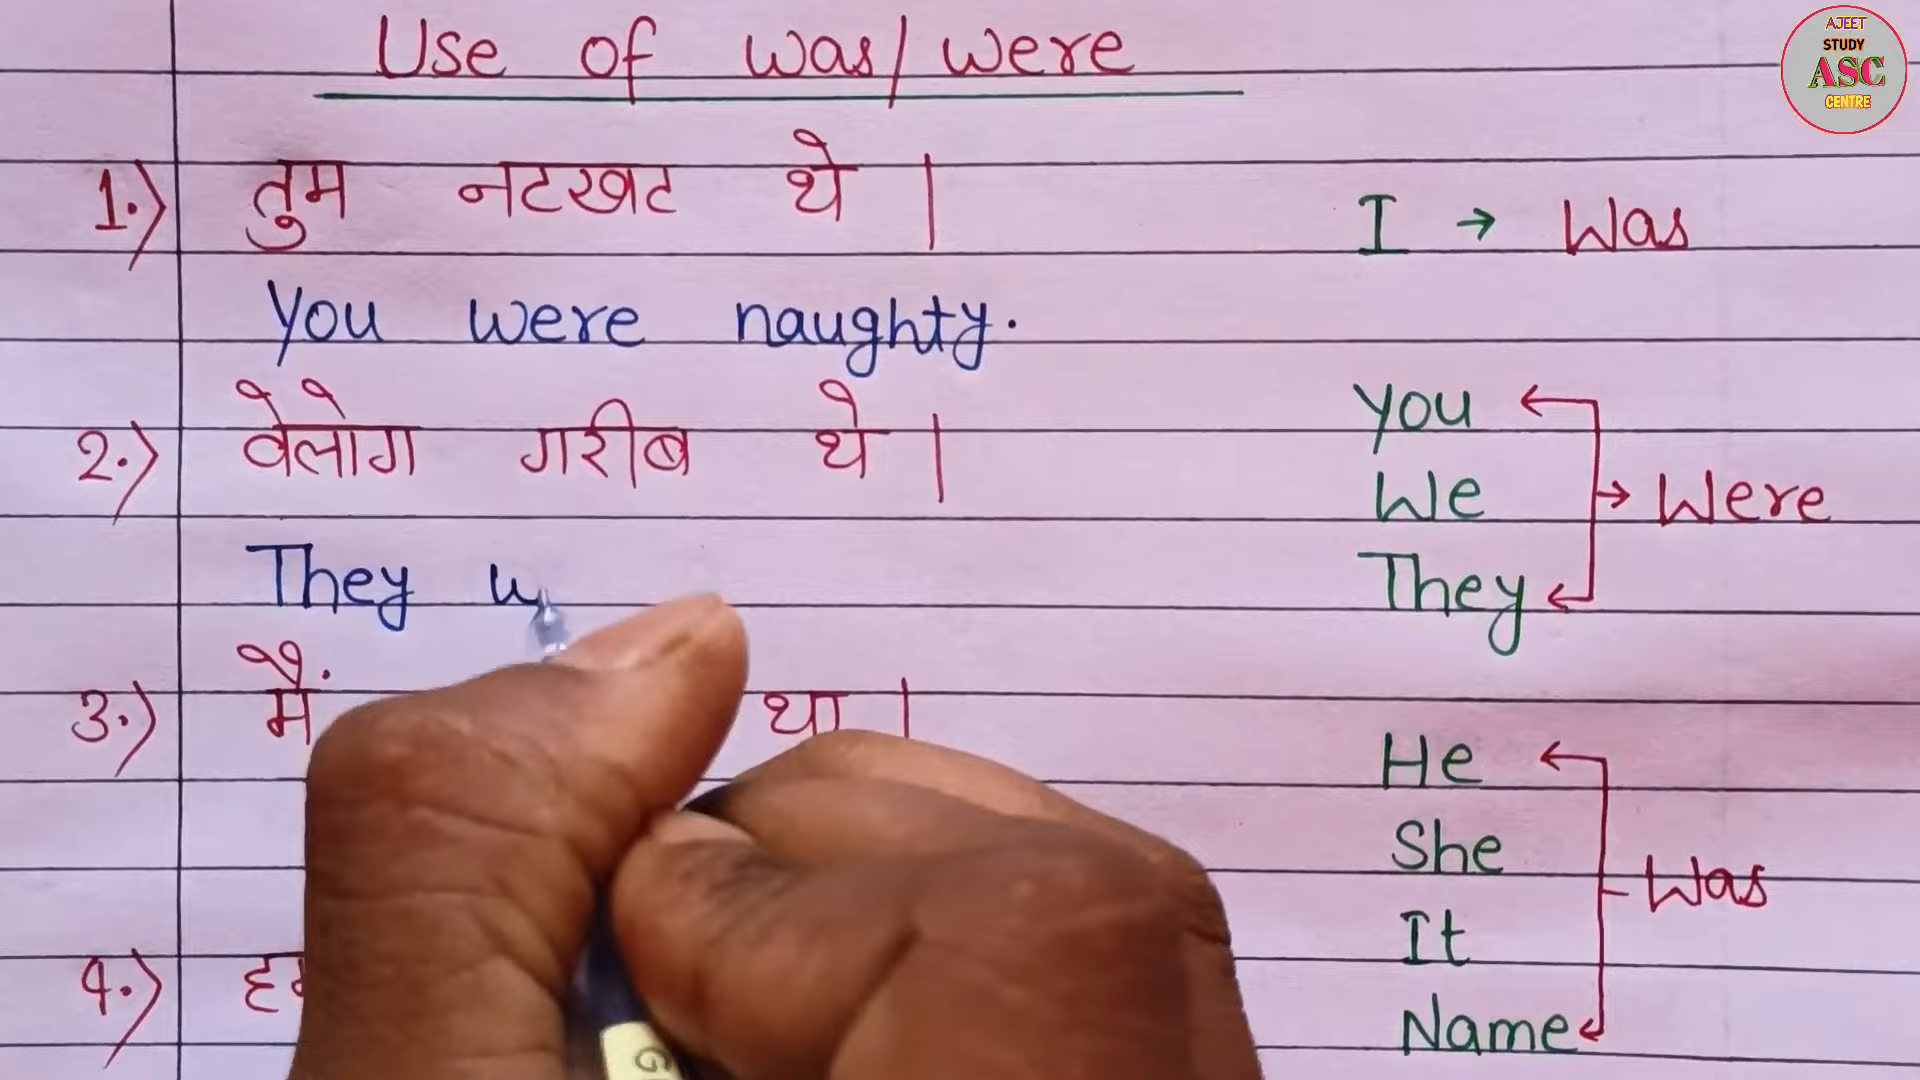 Use of was/were
AJEET
STUDY
ASC
CENTRE
1.) तुम नटखट थे |
You were naughty.
2.) वेलोग गरीब थे |
They w
3.) मैं था |
4.)
I → Was
You
We → Were
They
He
She
It Was
Name